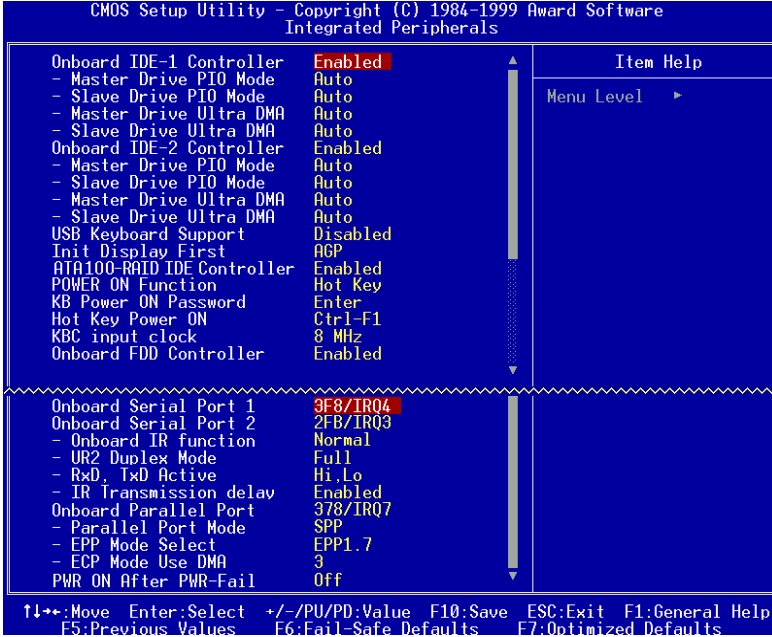 CMOS Setup Utility - Copyright (C) 1984-1999 Award Software
Integrated Peripherals
Onboard IDE-1 Controller Enabled
- Master Drive PIO Mode Auto
- Slave Drive PIO Mode Auto
- Master Drive Ultra DMA Auto
- Slave Drive Ultra DMA Auto
Onboard IDE-2 Controller Enabled
- Master Drive PIO Mode Auto
- Slave Drive PIO Mode Auto
- Master Drive Ultra DMA Auto
- Slave Drive Ultra DMA Auto
USB Keyboard Support Disabled
Init Display First AGP
ATA100-RAID IDE Controller Enabled
POWER ON Function Hot Key
KB Power ON Password Enter
Hot Key Power ON Ctrl-F1
KBC input clock 8 MHz
Onboard FDD Controller Enabled
Item Help
Menu Level ►
Onboard Serial Port 1 3F8/IRQ4
Onboard Serial Port 2 2FB/IRQ3
- Onboard IR function Normal
- UR2 Duplex Mode Full
- RxD, TxD Active Hi,Lo
- IR Transmission delay Enabled
Onboard Parallel Port 378/IRQ7
- Parallel Port Mode SPP
- EPP Mode Select EPP1.7
- ECP Mode Use DMA 3
PWR ON After PWR-Fail Off
↑↓→←:Move Enter:Select +/-/PU/PD:Value F10:Save ESC:Exit F1:General Help
F5:Previous Values F6:Fail-Safe Defaults F7:Optimized Defaults